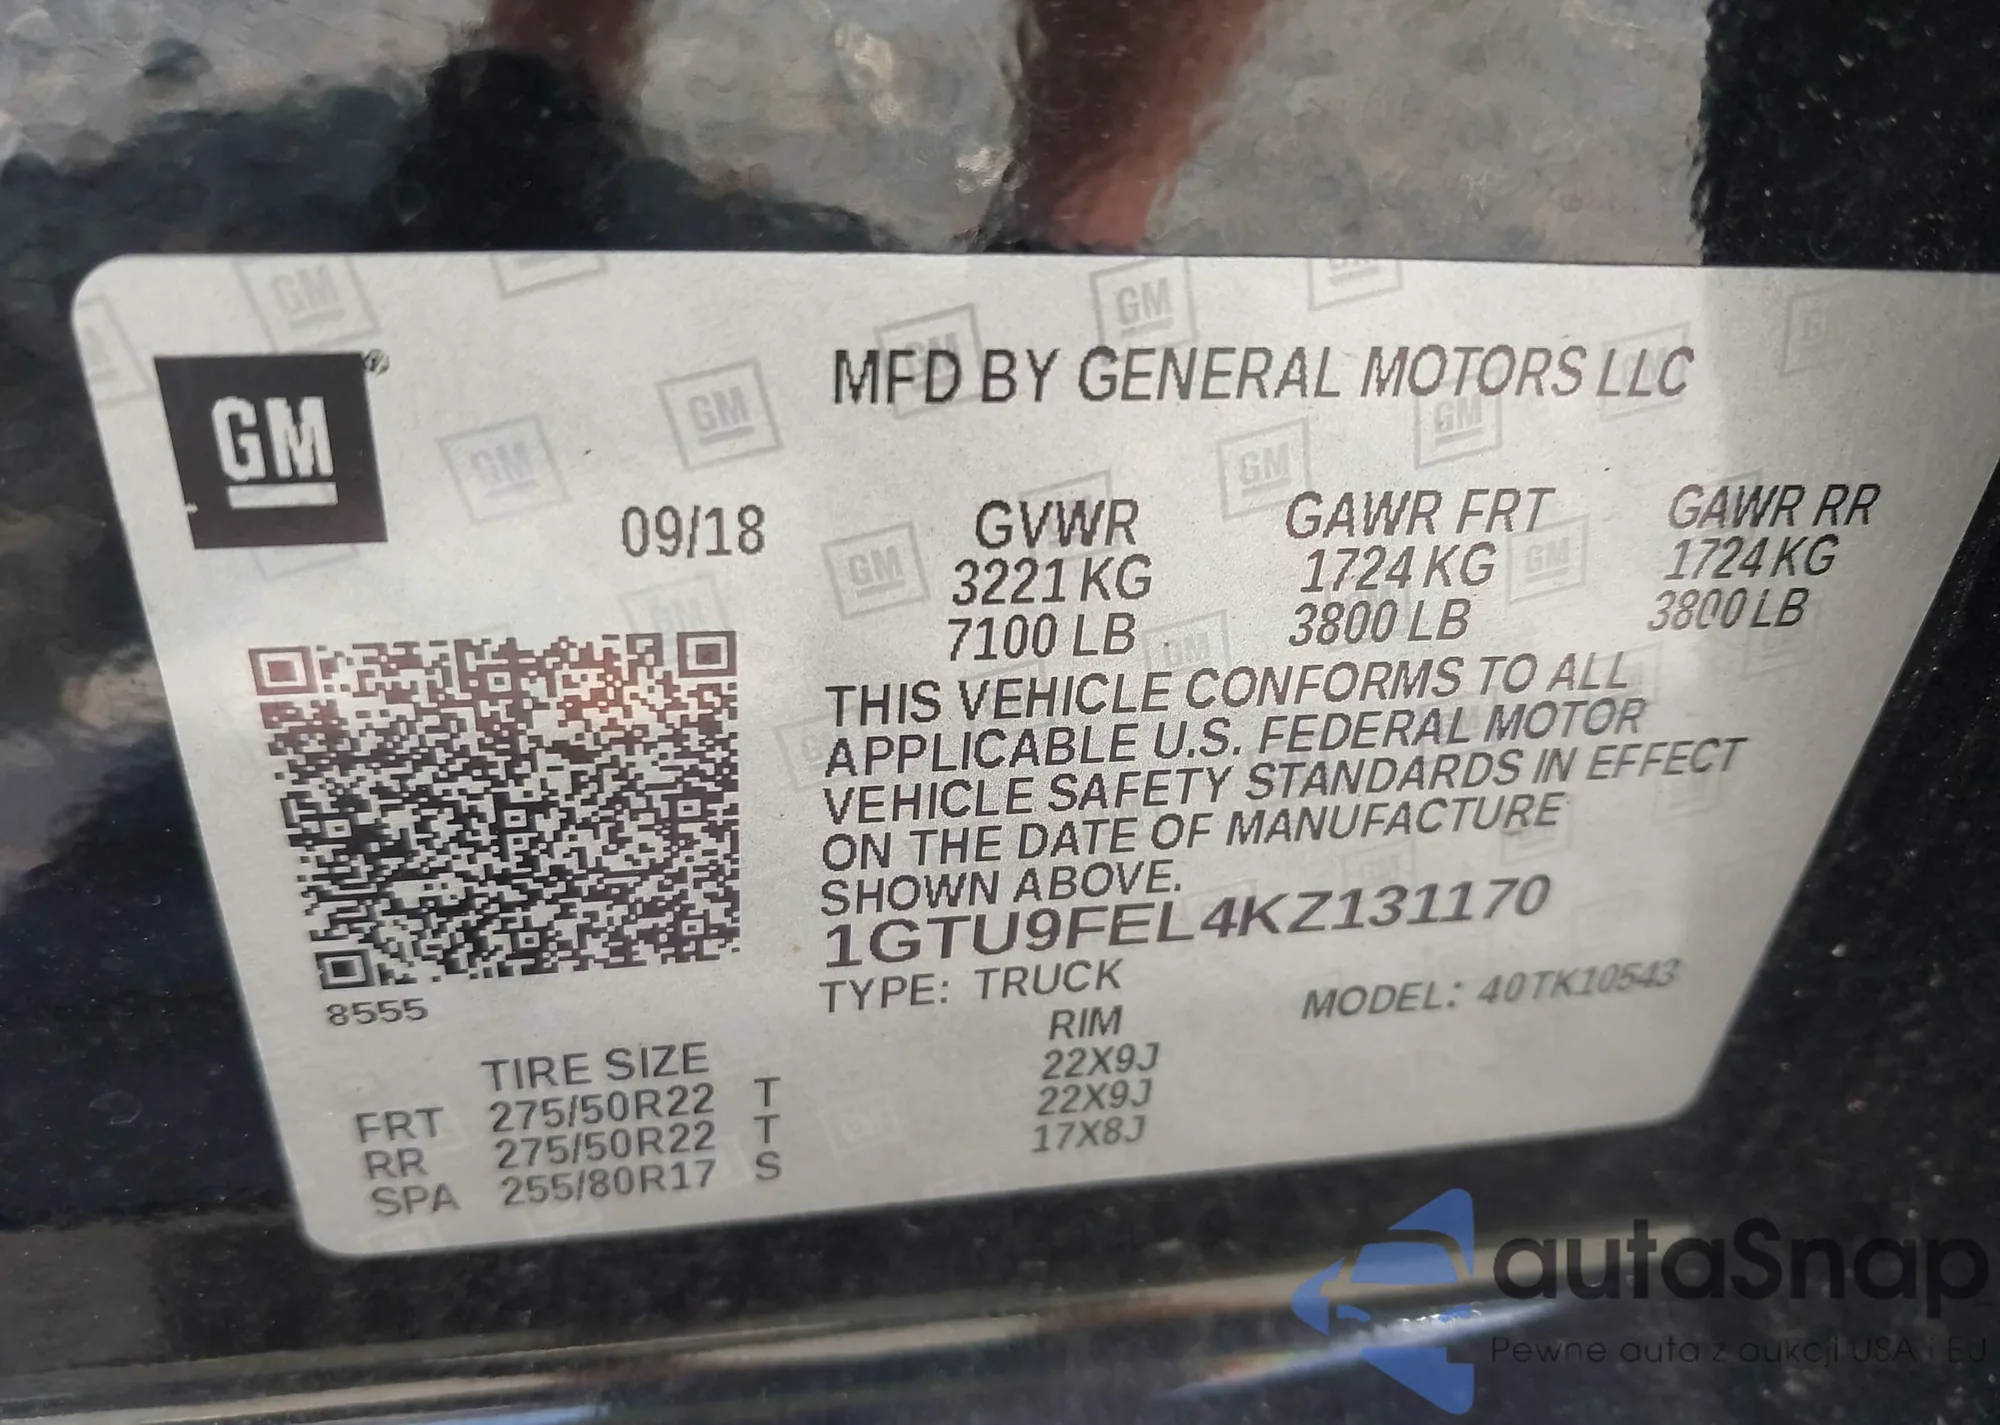 GM
MFD BY GENERAL MOTORS LLC
09/18
GVWR GAWR FRT GAWR RR
3221 KG 1724 KG 1724 KG
7100 LB 3800 LB 3800 LB
THIS VEHICLE CONFORMS TO ALL
APPLICABLE U.S. FEDERAL MOTOR
VEHICLE SAFETY STANDARDS IN EFFECT
ON THE DATE OF MANUFACTURE
SHOWN ABOVE.
1GTU9FEL4KZ131170
TYPE: TRUCK MODEL: 40TK10543
8555
TIRE SIZE RIM
FRT 275/50R22 T 22X9J
RR 275/50R22 T 22X9J
SPA 255/80R17 S 17X8J
autaSnap
Pewne auta z aukcji USA i EU